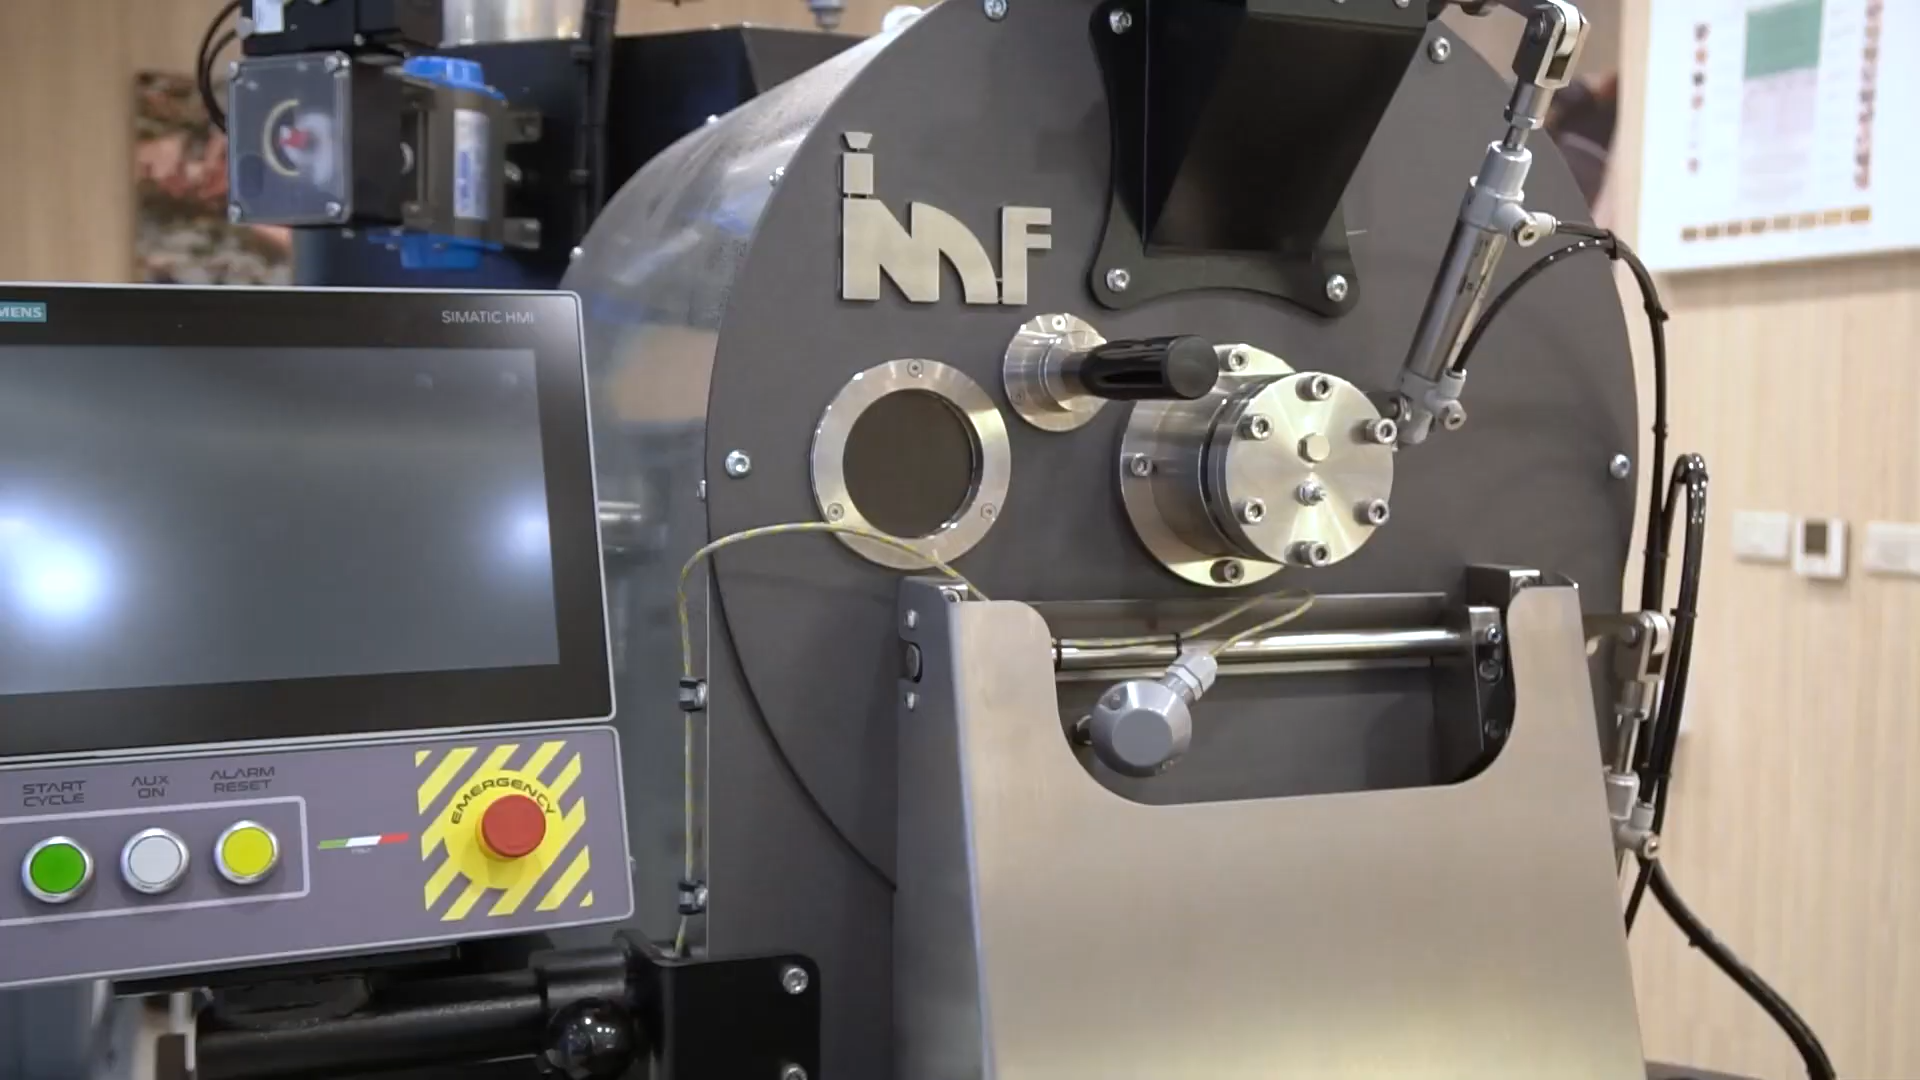 IMF
MENS
SIMATIC HMI
START
CYCLE
AUX
ON
ALARM
RESET
EMERGENCY